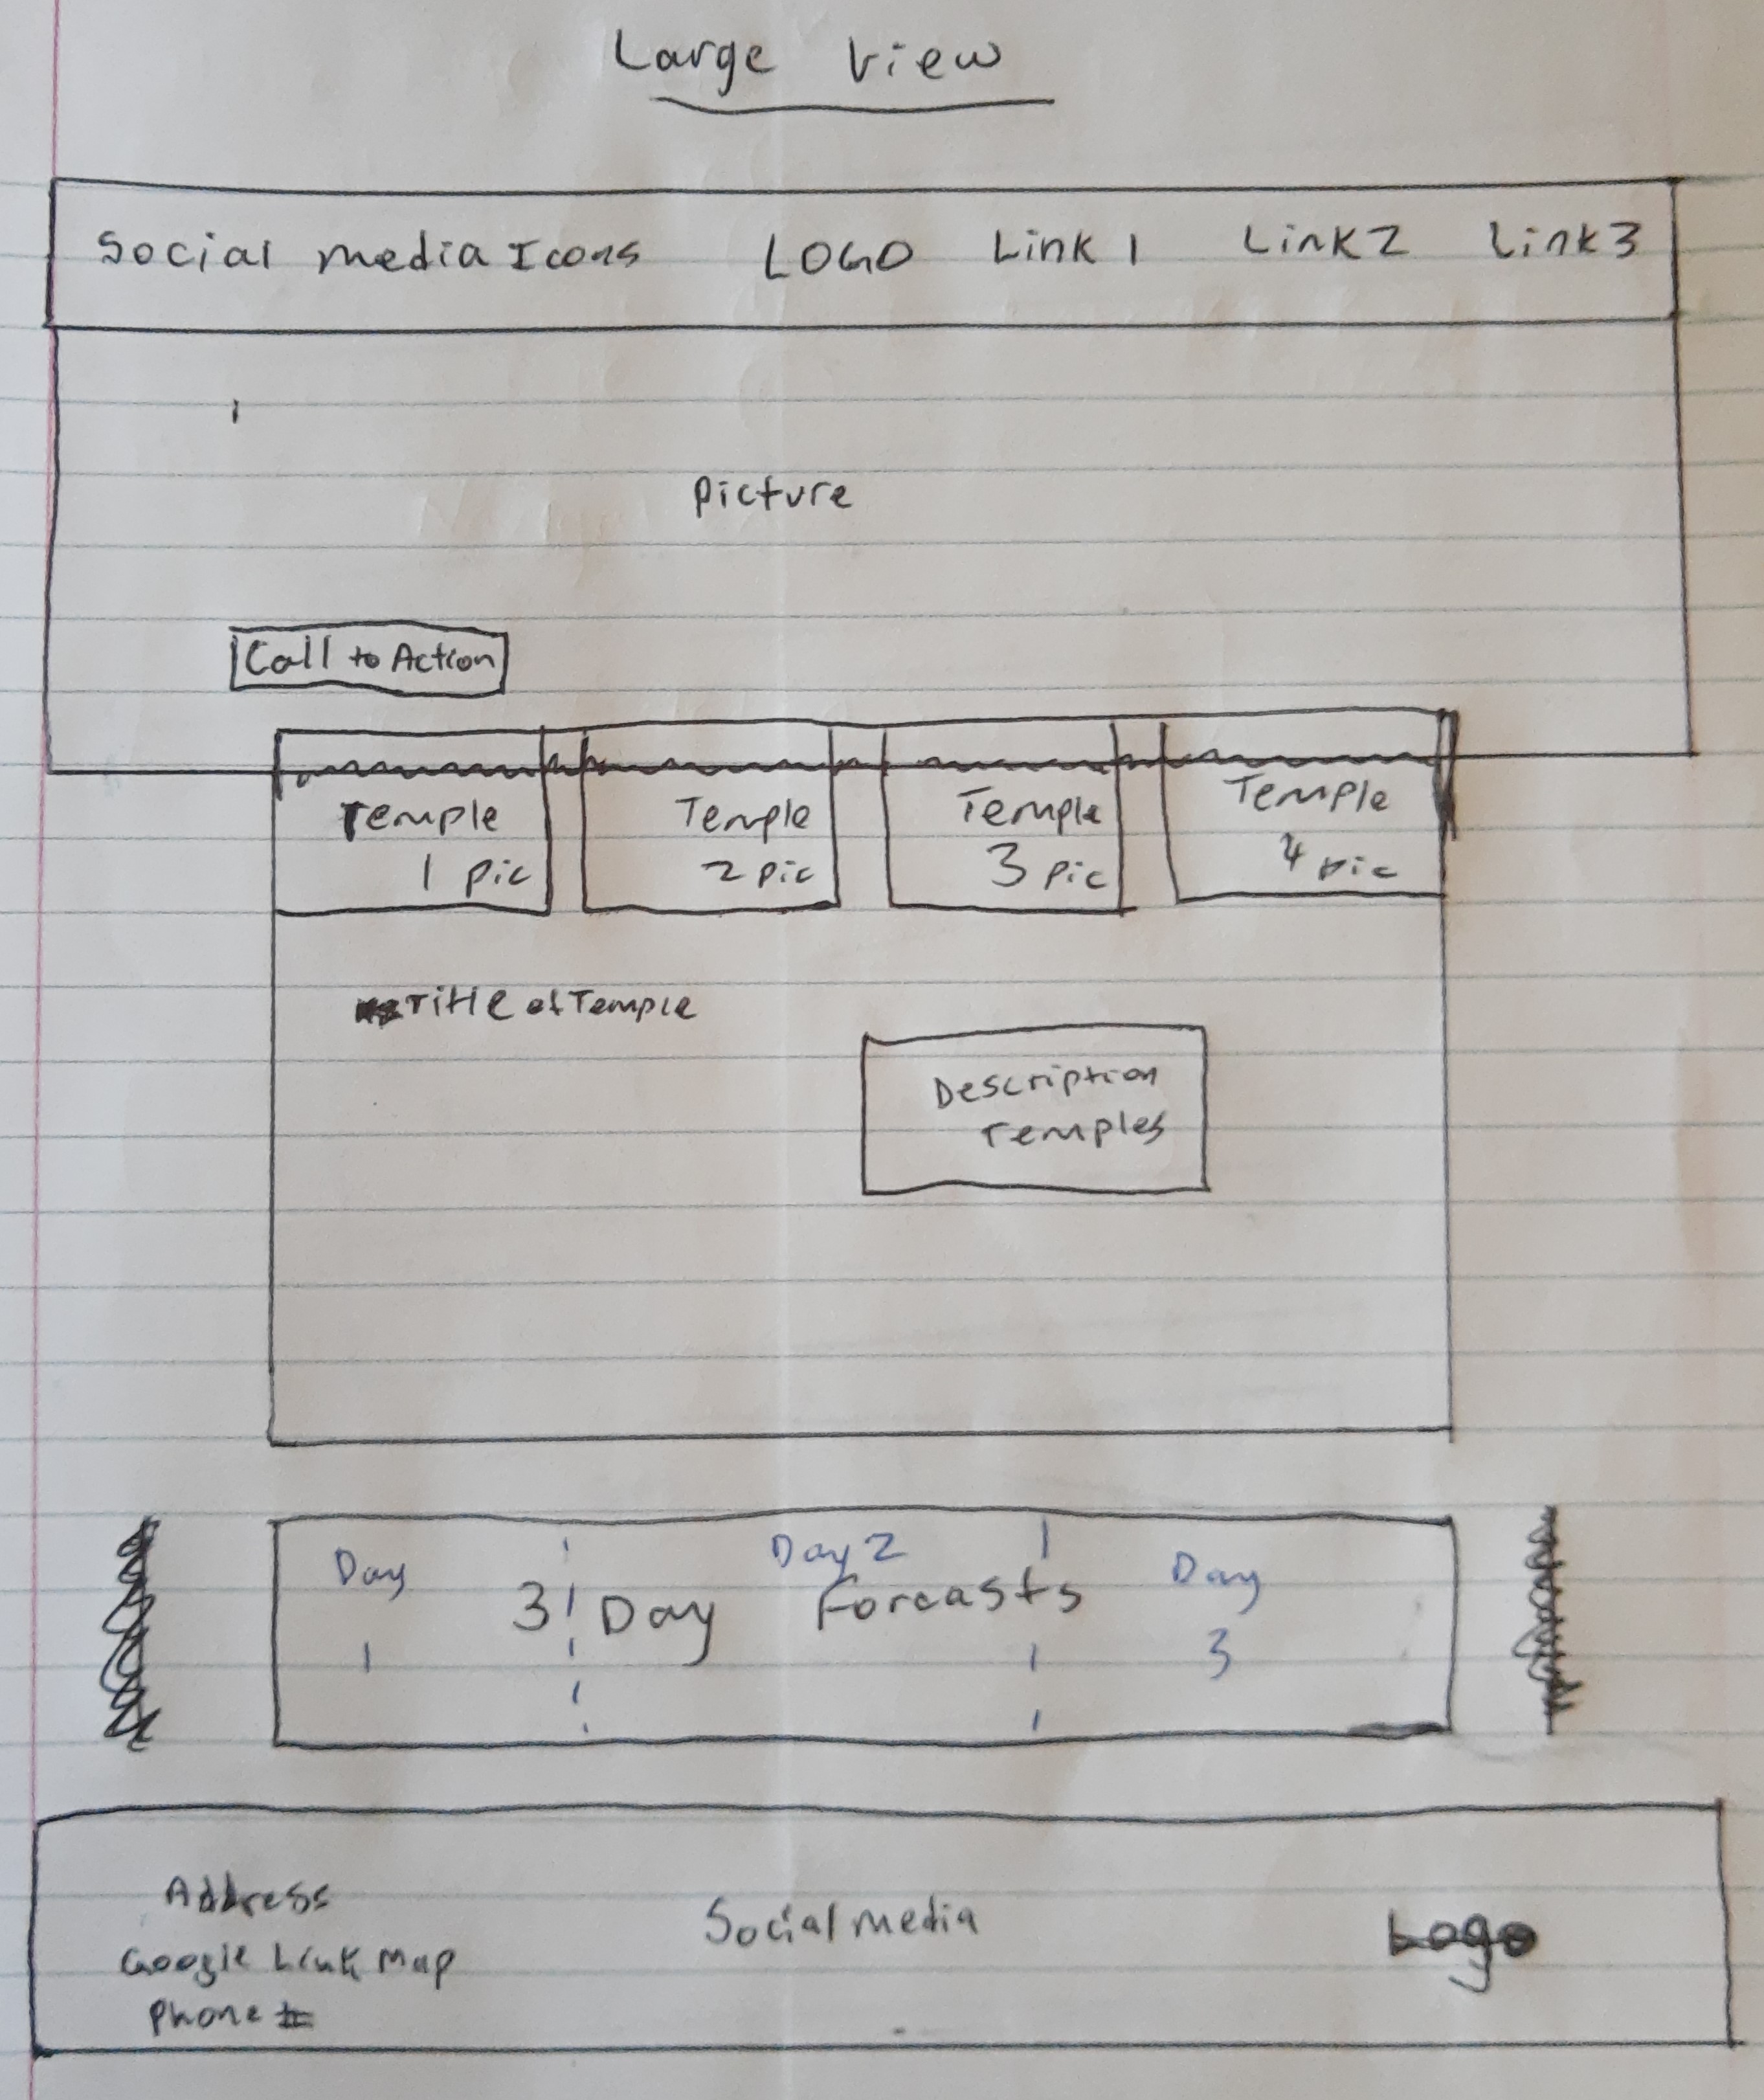 Large View
Social media Icons LOGO Link 1 Link 2 Link 3
Picture
Call to Action
Temple
1 Pic
Temple
2 Pic
Temple
3 Pic
Temple
4 Pic
Title of Temple
Description
Temples
Day
1
Day 2
Day
3
3 Day Forcasts
Address
Google Link Map
Phone #
Social media
Logo